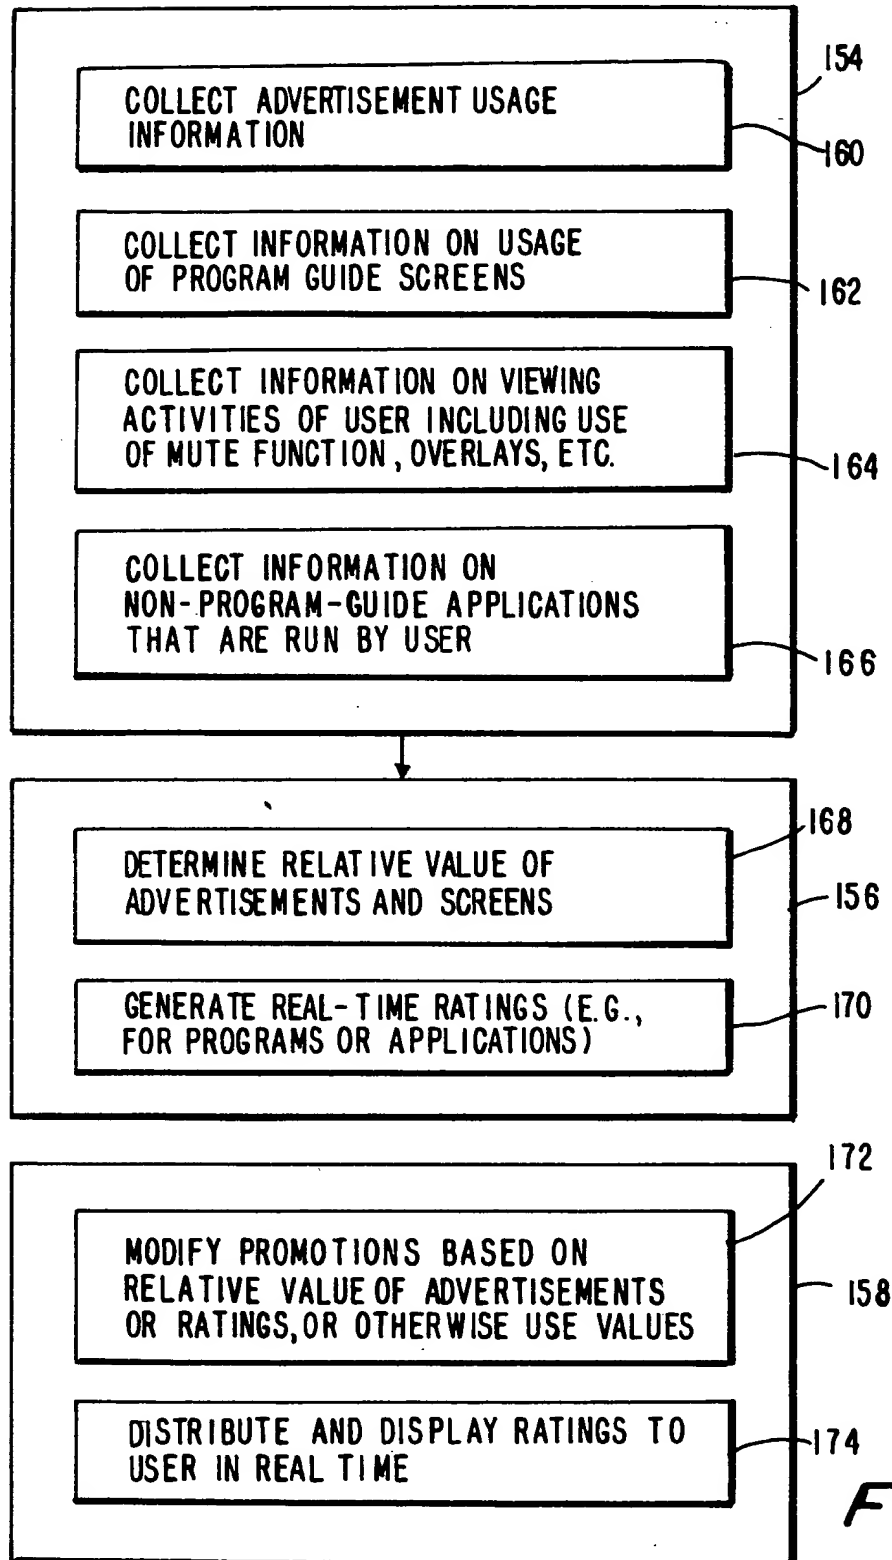 154
COLLECT ADVERTISEMENT USAGE
INFORMATION
160
COLLECT INFORMATION ON USAGE
OF PROGRAM GUIDE SCREENS
162
COLLECT INFORMATION ON VIEWING
ACTIVITIES OF USER INCLUDING USE
OF MUTE FUNCTION, OVERLAYS, ETC.
164
COLLECT INFORMATION ON
NON-PROGRAM-GUIDE APPLICATIONS
THAT ARE RUN BY USER
166
168
DETERMINE RELATIVE VALUE OF
ADVERTISEMENTS AND SCREENS
156
GENERATE REAL-TIME RATINGS (E.G.,
FOR PROGRAMS OR APPLICATIONS)
170
172
MODIFY PROMOTIONS BASED ON
RELATIVE VALUE OF ADVERTISEMENTS
OR RATINGS, OR OTHERWISE USE VALUES
158
DISTRIBUTE AND DISPLAY RATINGS TO
USER IN REAL TIME
174
F